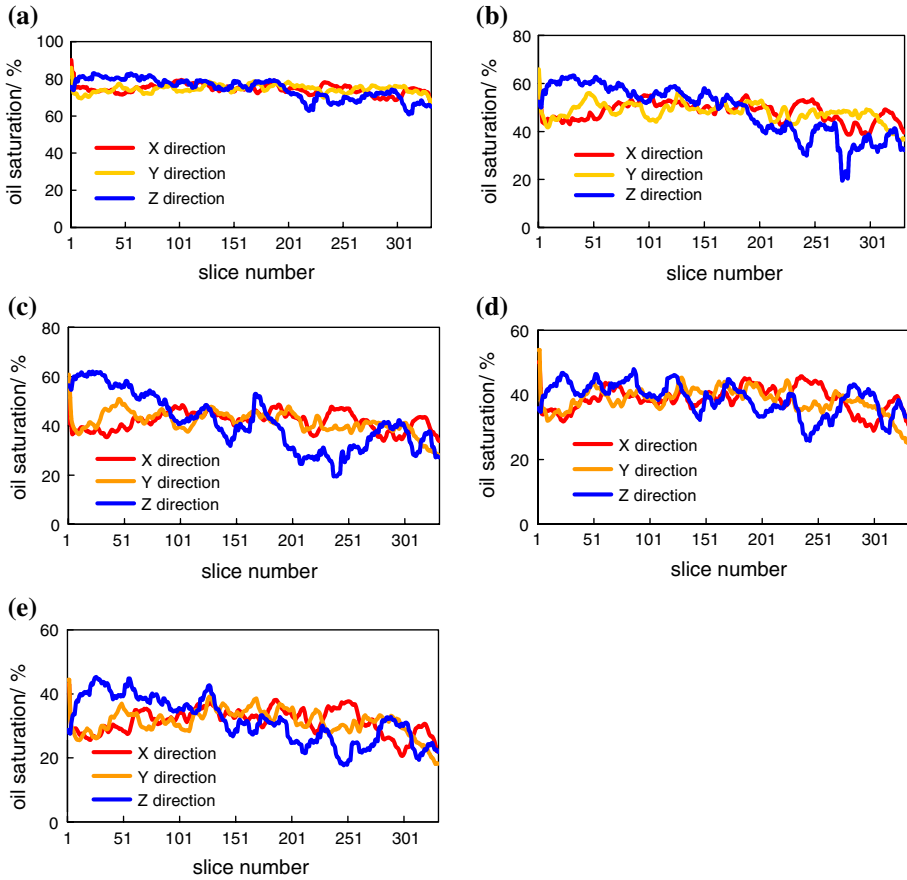 (a)
100
80
60
40
20
0
oil saturation/ %
X direction
Y direction
Z direction
1 51 101 151 201 251 301
slice number
(b)
80
60
40
20
0
oil saturation/ %
X direction
Y direction
Z direction
1 51 101 151 201 251 301
slice number
(c)
80
60
40
20
0
oil saturation/ %
X direction
Y direction
Z direction
1 51 101 151 201 251 301
slice number
(d)
60
40
20
0
oil saturation/ %
X direction
Y direction
Z direction
1 51 101 151 201 251 301
slice number
(e)
60
40
20
0
oil saturation/ %
X direction
Y direction
Z direction
1 51 101 151 201 251 301
slice number